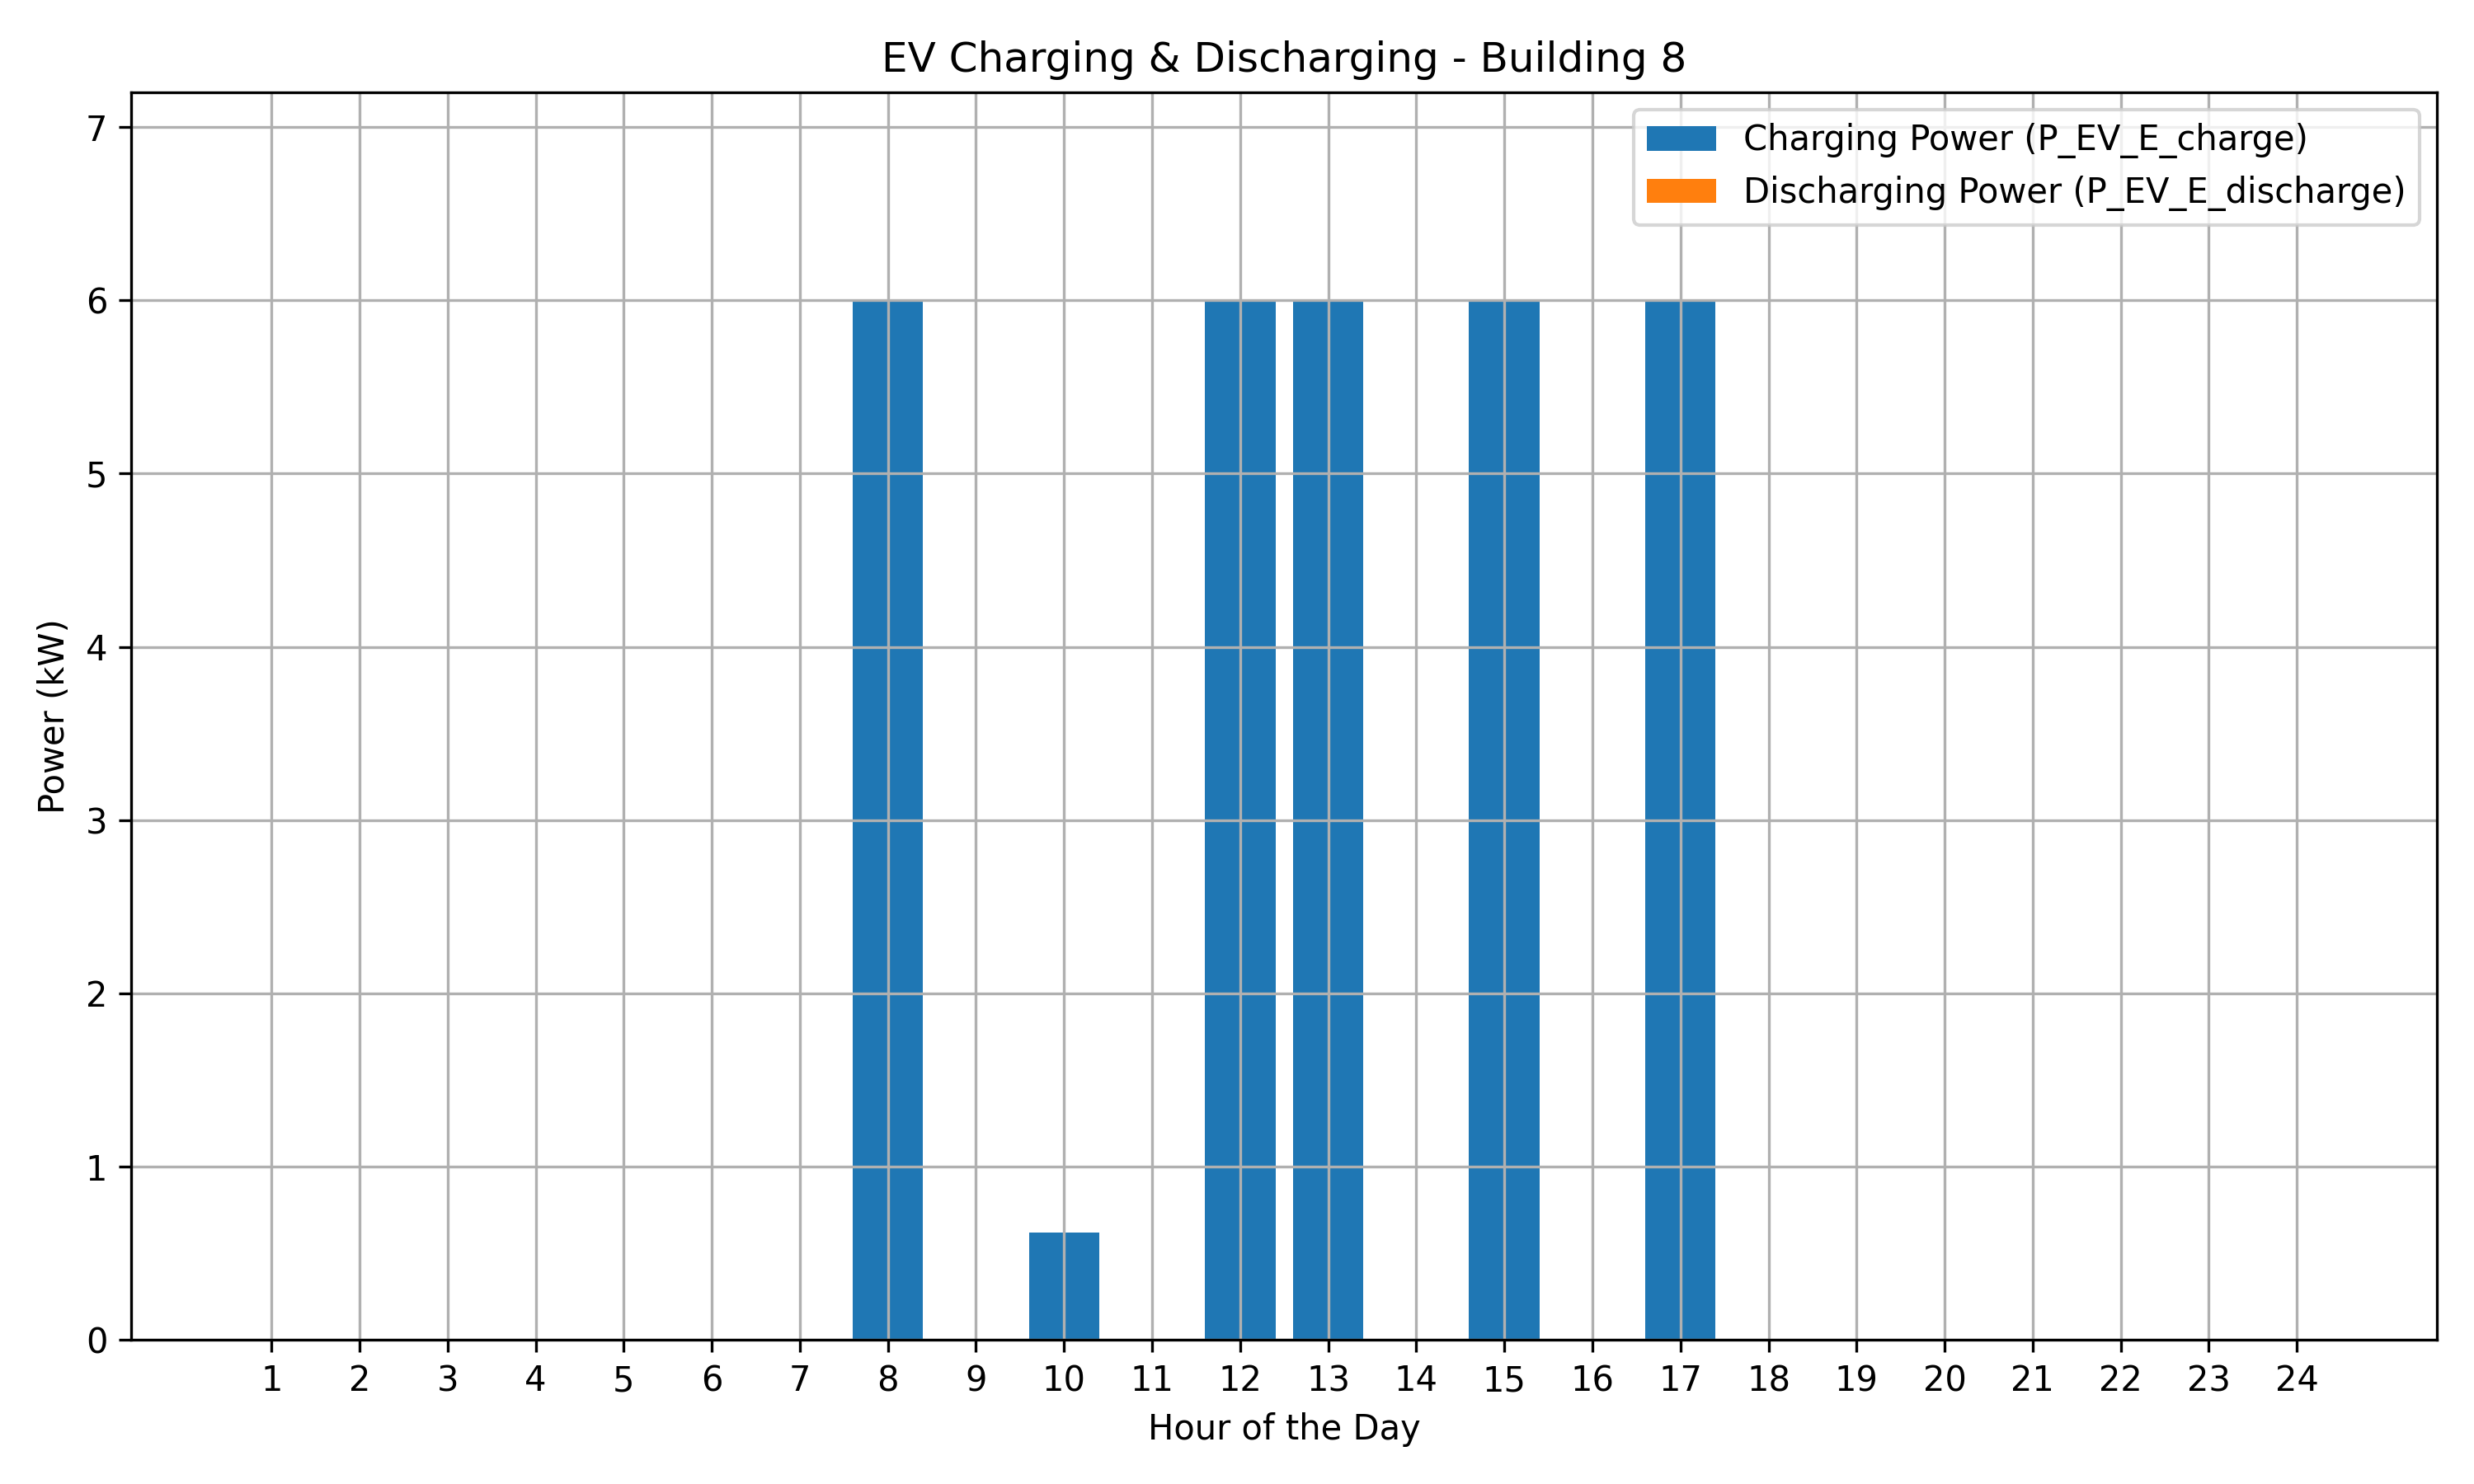 EV Charging & Discharging - Building 8
Charging Power (P_EV_E_charge)
Discharging Power (P_EV_E_discharge)
7
6
5
4
3
2
1
0
Power (kW)
1 2 3 4 5 6 7 8 9 10 11 12 13 14 15 16 17 18 19 20 21 22 23 24
Hour of the Day